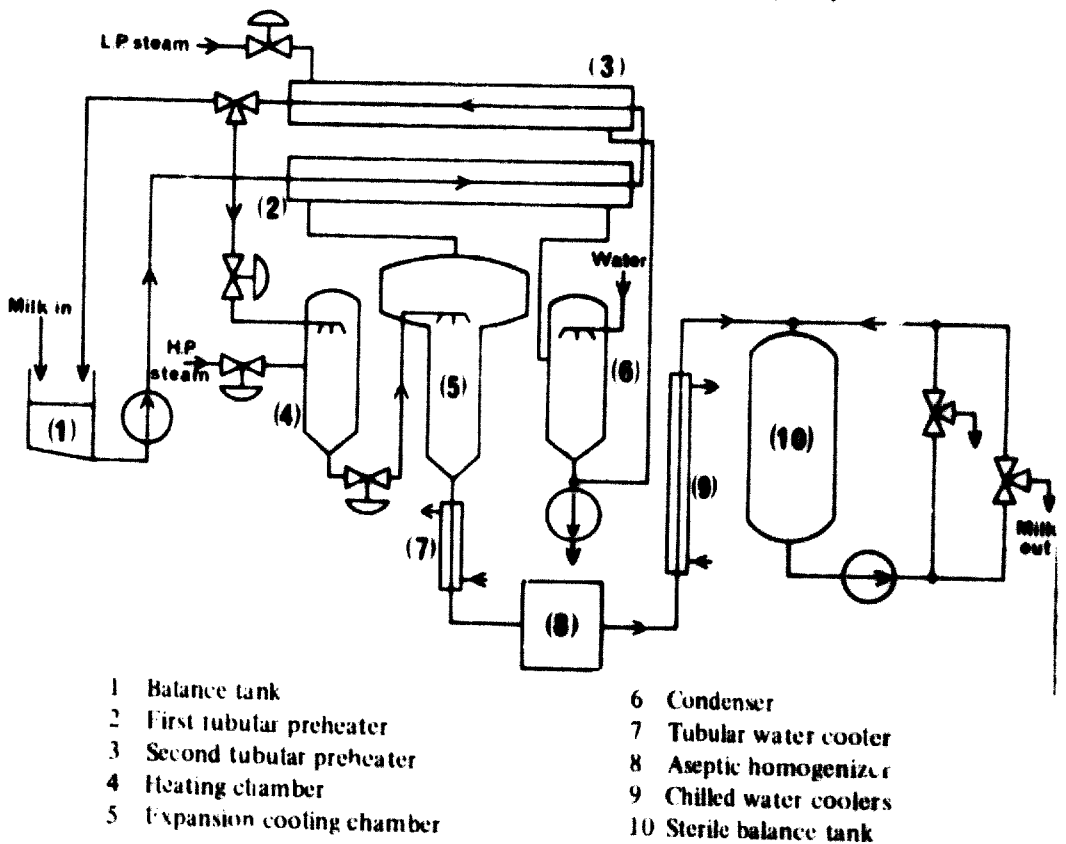 L.P. steam
(3)
(2)
Water
Milk in
H.P. steam
(1)
(4)
(5)
(6)
(7)
(8)
(9)
(10)
Milk out
1 Balance tank
2 First tubular preheater
3 Second tubular preheater
4 Heating chamber
5 Expansion cooling chamber
6 Condenser
7 Tubular water cooler
8 Aseptic homogenizer
9 Chilled water coolers
10 Sterile balance tank